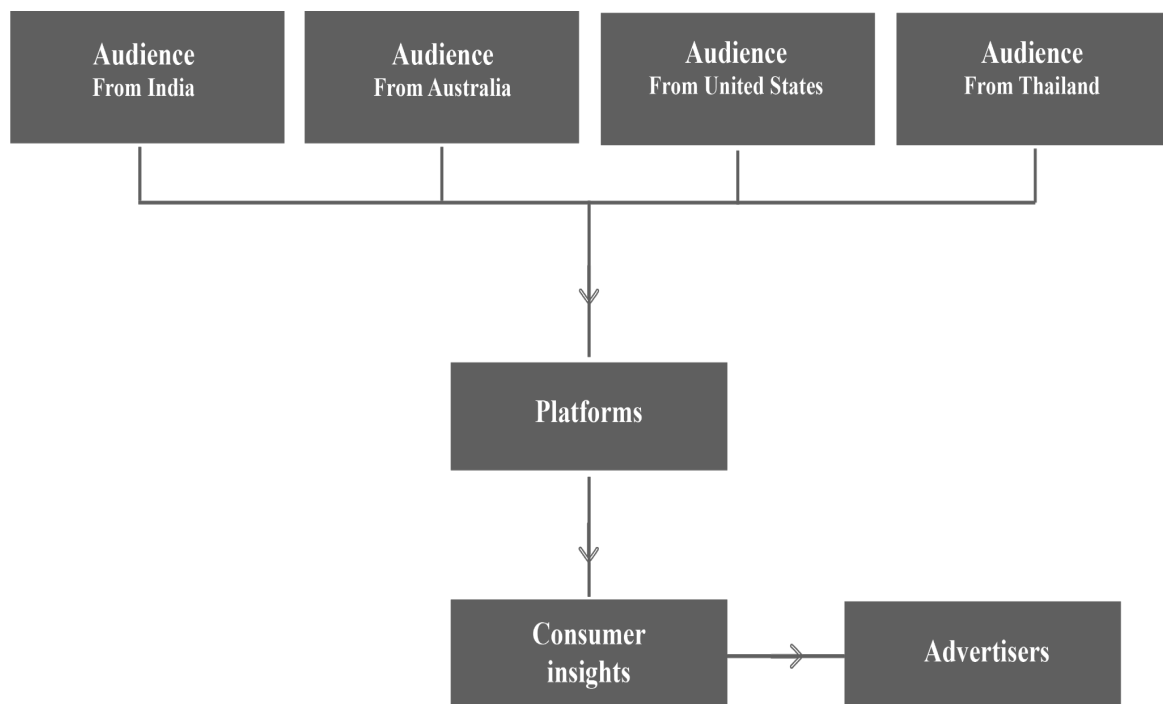 Audience
From India
Audience
From Australia
Audience
From United States
Audience
From Thailand
Platforms
Consumer
insights
Advertisers